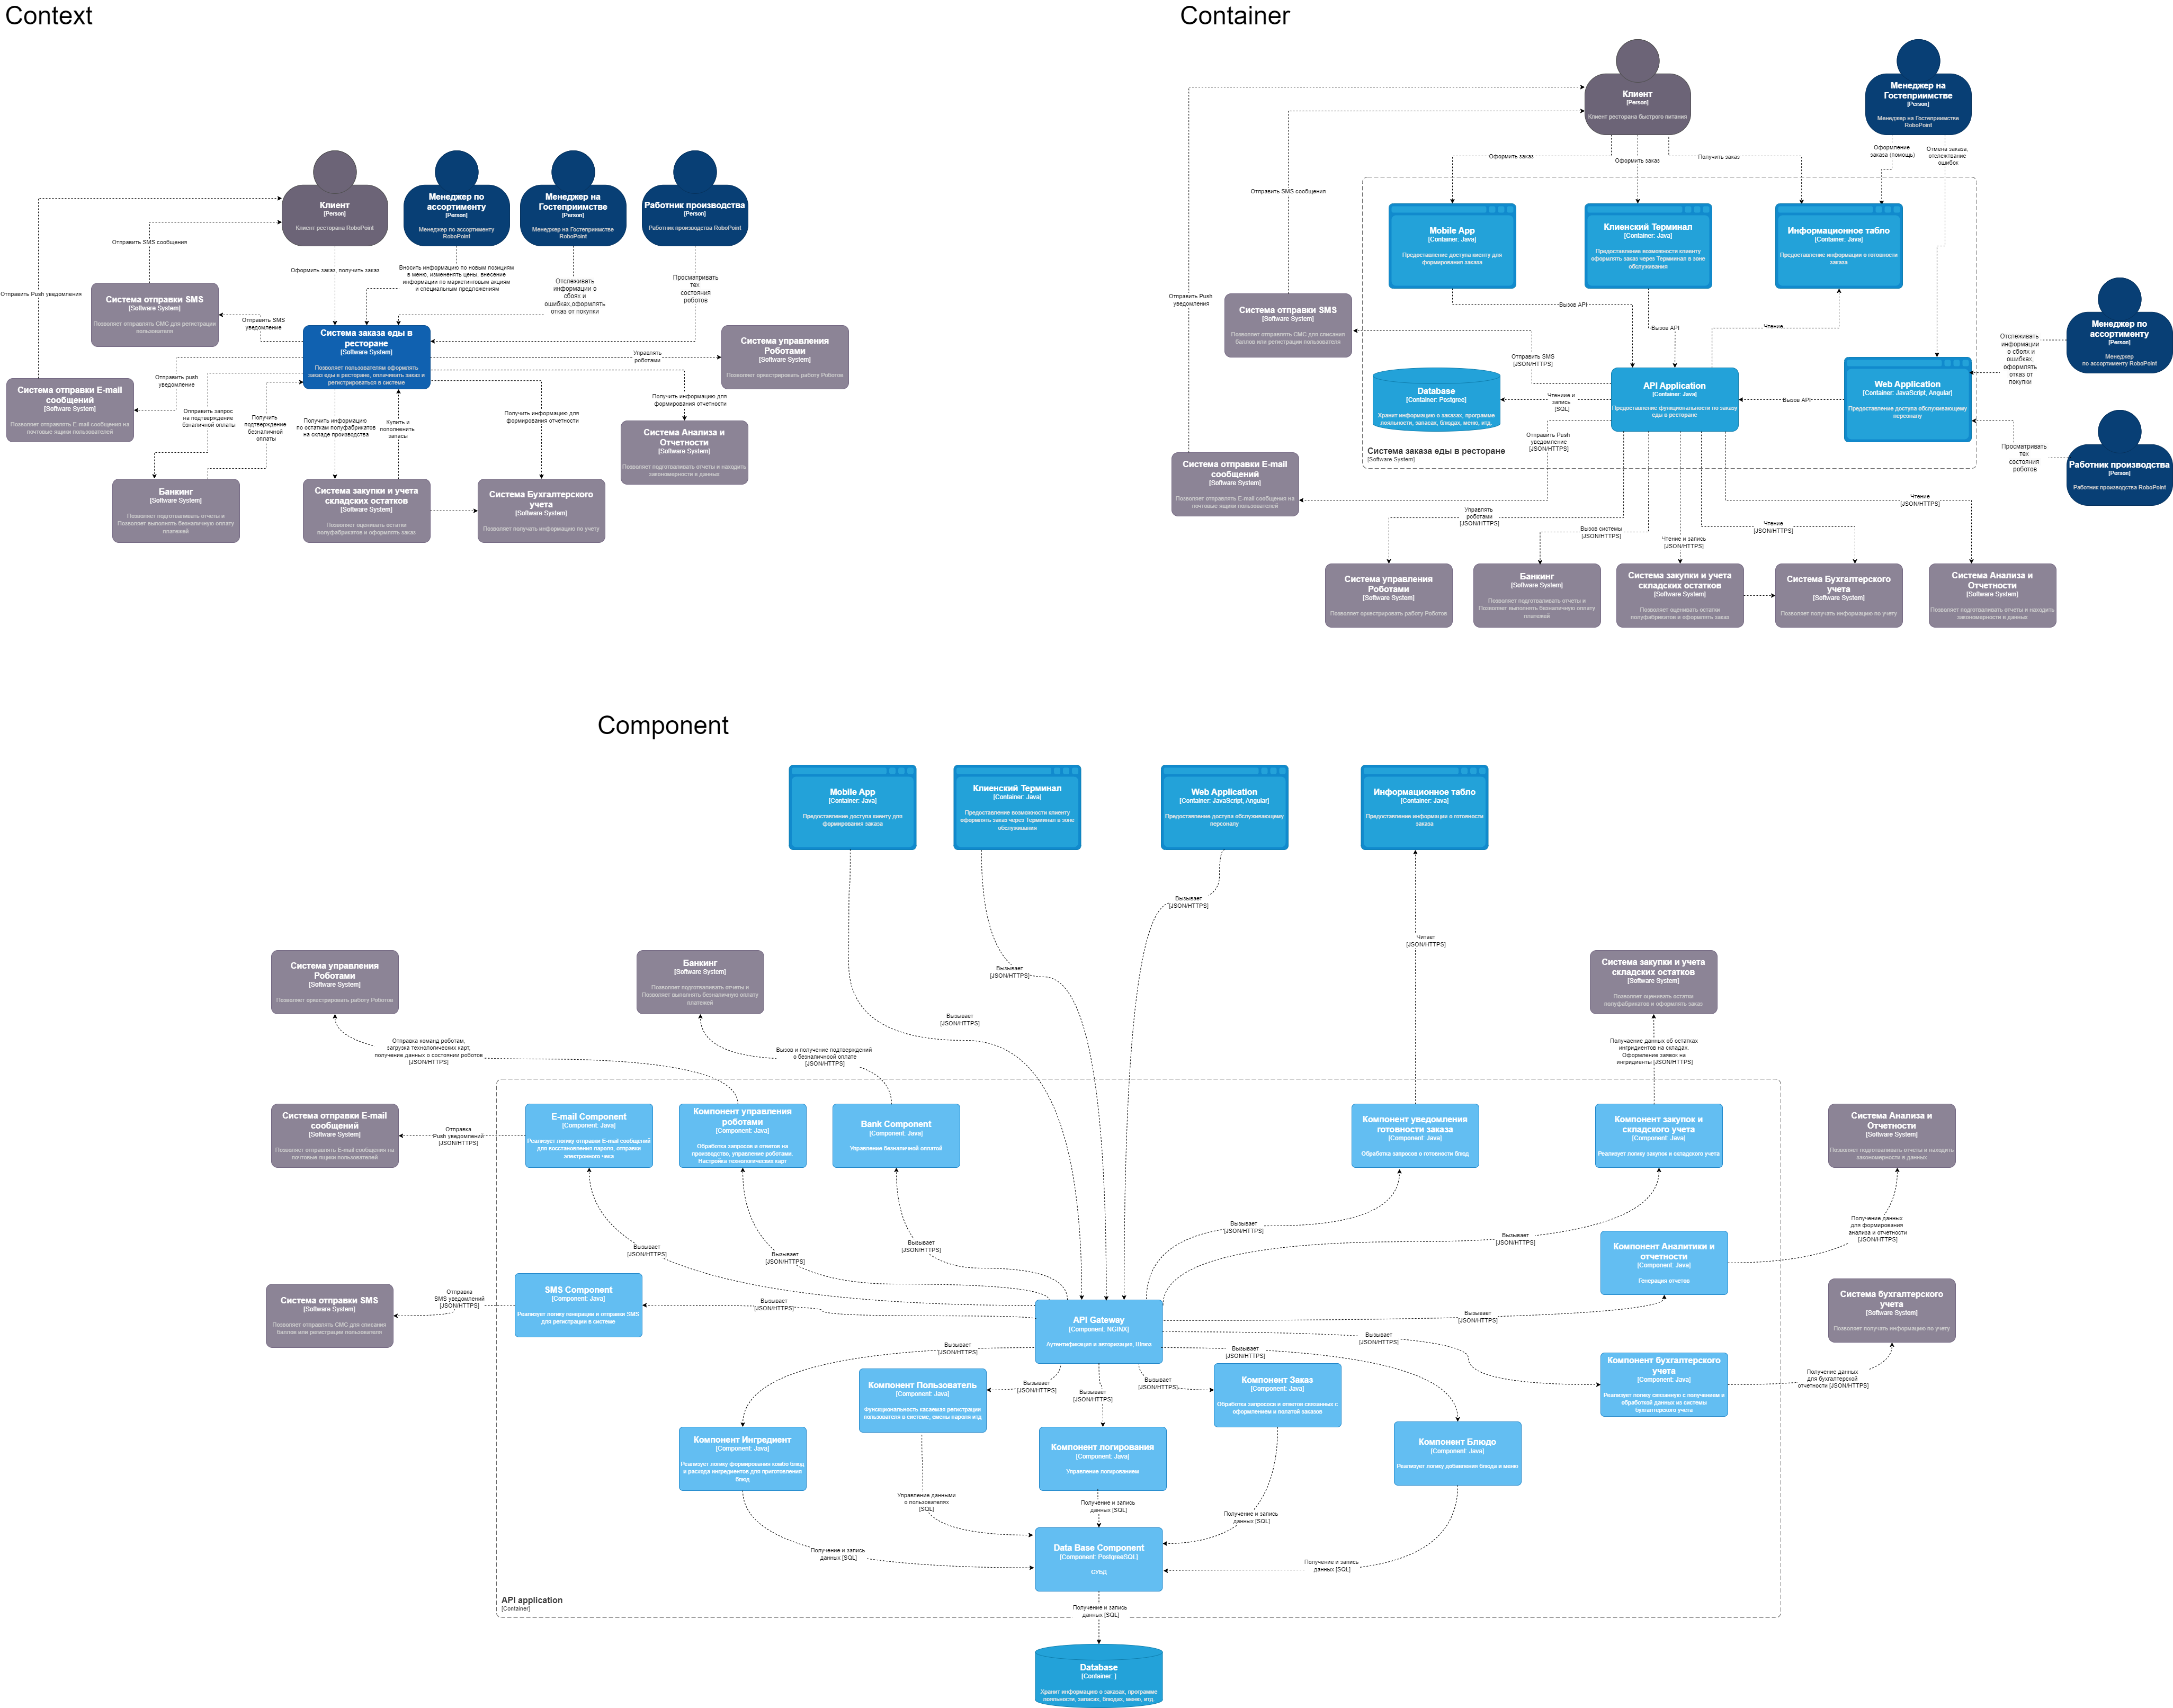 Context
Клиент
[Person]
Клиент ресторана RoboPoint
Менеджер по
ассортименту
[Person]
Менеджер по ассортименту
RoboPoint
Менеджер на
Гостеприимстве
[Person]
Менеджер на Гостеприимстве
RoboPoint
Работник производства
[Person]
Работник производства RoboPoint
Отправить SMS сообщения
Оформить заказ, получить заказ
Вносить информацию по новым позициям
в меню, измененять цены, внесение
информации по маркетинговым акциям
и специальным предложениям
Отслеживать
информации о
сбоях и
ошибках,оформлять
отказ от покупки
Просматривать
тех
состояния
роботов
Отправить Push уведомления
Система отправки SMS
[Software System]
Позволяет отправлять СМС для регистрации
пользователя
Отправить SMS
уведомление
Система заказа еды в
ресторане
[Software System]
Позволяет пользователям оформлять
заказ еды в ресторане, оплачивать заказ и
регистрироваться в системе
Управлять
роботами
Система управления
Роботами
[Software System]
Позволяет оркестрировать работу Роботов
Система отправки E-mail
сообщений
[Software System]
Позволяет отправлять E-mail сообщения на
почтовые ящики пользователей
Отправить push
уведомление
Отправить запрос
на подтверждение
бзналичной оплаты
Получить
подтверждение
безналичной
оплаты
Получить информацию
по остаткам полуфабрикатов
на складе производства
Купить и
пополненить
запасы
Получить информацию для
формирования отчетности
Получить информацию для
формирования отчетности
Система Анализа и
Отчетности
[Software System]
Позволяет подготваливать отчеты и находить
закономерности в данных
Банкинг
[Software System]
Позволяет подготваливать отчеты и
Позволяет выполнять безналичную оплату
платежей
Система закупки и учета
складских остатков
[Software System]
Позволяет оценивать остатки
полуфабрикатов и оформлять заказ
Система Бухгалтерского
учета
[Software System]
Позволяет получать информацию по учету
Container
Клиент
[Person]
Клиент ресторана быстрого питания
Менеджер на
Гостеприимстве
[Person]
Менеджер на Гостеприимстве
RoboPoint
Оформить заказ
Оформить заказ
Получить заказ
Оформление
заказа (помощь)
Отмена заказа,
отслежтвание
ошибок
Отправить SMS сообщения
Mobile App
[Container: Java]
Предоставление доступа киенту для
формирования заказа
Клиенский Терминал
[Container: Java]
Предоставление возможности клиенту
оформлять заказ через Терминал в зоне
обслуживания
Информационное табло
[Container: Java]
Предоставление информации о готовности
заказа
Отправить Push
уведомления
Система отправки SMS
[Software System]
Позволяет отправлять СМС для списания
баллов или регистрации пользователя
Вызов API
Вызов API
Чтение
Менеджер по
ассортименту
[Person]
Менеджер
по ассортименту RoboPoint
Отслеживать
информации
о сбоях и
ошибках,
оформлять
отказ от
покупки
Отправить SMS
[JSON/HTTPS]
Database
[Container: Postgree]
Хранит информацию о заказах, программе
лояльности, запасах, блюдах, меню, итд.
Чтениие и
запись
[SQL]
API Application
[Container: Java]
Предоставление функциональности по заказу
еды в ресторане
Вызов API
Web Application
[Container: JavaScript, Angular]
Предоставление доступа обслуживающему
персоналу
Отправить Push
уведомление
[JSON/HTTPS]
Система заказа еды в ресторане
[Software System]
Просматривать
тех
состояния
роботов
Работник производства
[Person]
Работник производства RoboPoint
Система отправки E-mail
сообщений
[Software System]
Позволяет отправлять E-mail сообщения на
почтовые ящики пользователей
Управлять
роботами
[JSON/HTTPS]
Вызов системы
[JSON/HTTPS]
Чтение и запись
[JSON/HTTPS]
Чтение
[JSON/HTTPS]
Чтение
[JSON/HTTPS]
Система управления
Роботами
[Software System]
Позволяет оркестрировать работу Роботов
Банкинг
[Software System]
Позволяет подготваливать отчеты и
Позволяет выполнять безналичную оплату
платежей
Система закупки и учета
складских остатков
[Software System]
Позволяет оценивать остатки
полуфабрикатов и оформлять заказ
Система Бухгалтерского
учета
[Software System]
Позволяет получать информацию по учету
Система Анализа и
Отчетности
[Software System]
Позволяет подготваливать отчеты и находить
закономерности в данных
Component
Mobile App
[Container: Java]
Предоставление доступа киенту для
формирования заказа
Клиенский Терминал
[Container: Java]
Предоставление возможности клиенту
оформлять заказ через Терминал в зоне
обслуживания
Web Application
[Container: JavaScript, Angular]
Предоставление доступа обслуживающему
персоналу
Информационное табло
[Container: Java]
Предоставление информации о готовности
заказа
Вызывает
[JSON/HTTPS]
Читает
[JSON/HTTPS]
Вызывает
[JSON/HTTPS]
Вызывает
[JSON/HTTPS]
Система управления
Роботами
[Software System]
Позволяет оркестрировать работу Роботов
Банкинг
[Software System]
Позволяет подготваливать отчеты и
Позволяет выполнять безналичную оплату
платежей
Система закупки и учета
складских остатков
[Software System]
Позволяет оценивать остатки
полуфабрикатов и оформлять заказ
Отправка команд роботам,
загрузка технологических карт,
получение данных о состоянии роботов
[JSON/HTTPS]
Вызов и получение подтверждений
о безналичноой оплате
[JSON/HTTPS]
Получаение данных об остатках
ингридиентов на складах.
Оформление заявок на
ингридиенты [JSON/HTTPS]
Система отправки E-mail
сообщений
[Software System]
Позволяет отправлять E-mail сообщения на
почтовые ящики пользователей
Отправка
Push уведомлений
[JSON/HTTPS]
E-mail Component
[Component: Java]
Реализует логику отправки E-mail сообщений
для восстановления пароля, отправки
электронного чека
Компонент управления
роботами
[Component: Java]
Обработка запросов и ответов на
производство, управление роботами.
Настройка технологических карт
Bank Component
[Component: Java]
Управление безналичной оплатой
Компонент уведомления
готовности заказа
[Component: Java]
Обработка запросов о готовности блюд
Компонент закупок и
складского учета
[Component: Java]
Реализует логику закупок и складского учета
Система Анализа и
Отчетности
[Software System]
Позволяет подготваливать отчеты и находить
закономерности в данных
Вызывает
[JSON/HTTPS]
Вызывает
[JSON/HTTPS]
Вызывает
[JSON/HTTPS]
Вызывает
[JSON/HTTPS]
Вызывает
[JSON/HTTPS]
Компонент Аналитики и
отчетности
[Component: Java]
Генерация отчетов
Получение данных
для формирования
анализа и отчетности
[JSON/HTTPS]
Система отправки SMS
[Software System]
Позволяет отправлять СМС для списания
баллов или регистрации пользователя
Отправка
SMS уведомлений
[JSON/HTTPS]
SMS Component
[Component: Java]
Реализует логику генерации и отправки SMS
для регистрации в системе
Вызывает
[JSON/HTTPS]
API Gateway
[Component: NGINX]
Аутентификация и авторизация, Шлюз
Вызывает
[JSON/HTTPS]
Вызывает
[JSON/HTTPS]
Система бухгалтерского
учета
[Software System]
Позволяет получать информацию по учету
Вызывает
[JSON/HTTPS]
Вызывает
[JSON/HTTPS]
Компонент бухгалтерского
учета
[Component: Java]
Реализует логику связанную с получением и
обработкой данных из системы
бухгалтерского учета
Получение данных
для бухгалтерской
отчетности [JSON/HTTPS]
Компонент Пользователь
[Component: Java]
Функциональность касаемая регистрации
пользователя в системе, смены пароля итд
Вызывает
[JSON/HTTPS]
Вызывает
[JSON/HTTPS]
Вызывает
[JSON/HTTPS]
Компонент Заказ
[Component: Java]
Обработка запрососв и ответов связанных с
оформлением и полатой заказов
Компонент Ингредиент
[Component: Java]
Реализует логику формирования комбо блюд
и расхода ингредиентов для приготовления
блюд
Компонент логирования
[Component: Java]
Управление логированием
Компонент Блюдо
[Component: Java]
Реализует логику добавления блюда в меню
Управление данными
о пользователях
[SQL]
Получение и запись
данных [SQL]
Получение и запись
данных [SQL]
Получение и запись
данных [SQL]
Data Base Component
[Component: PostgreeSQL]
СУБД
Получение и запись
данных [SQL]
API application
[Container]
Получение и запись
данных [SQL]
Database
[Container: ]
Хранит информацию о заказах, программе
лояльности, запасах, блюдах, меню, итд.